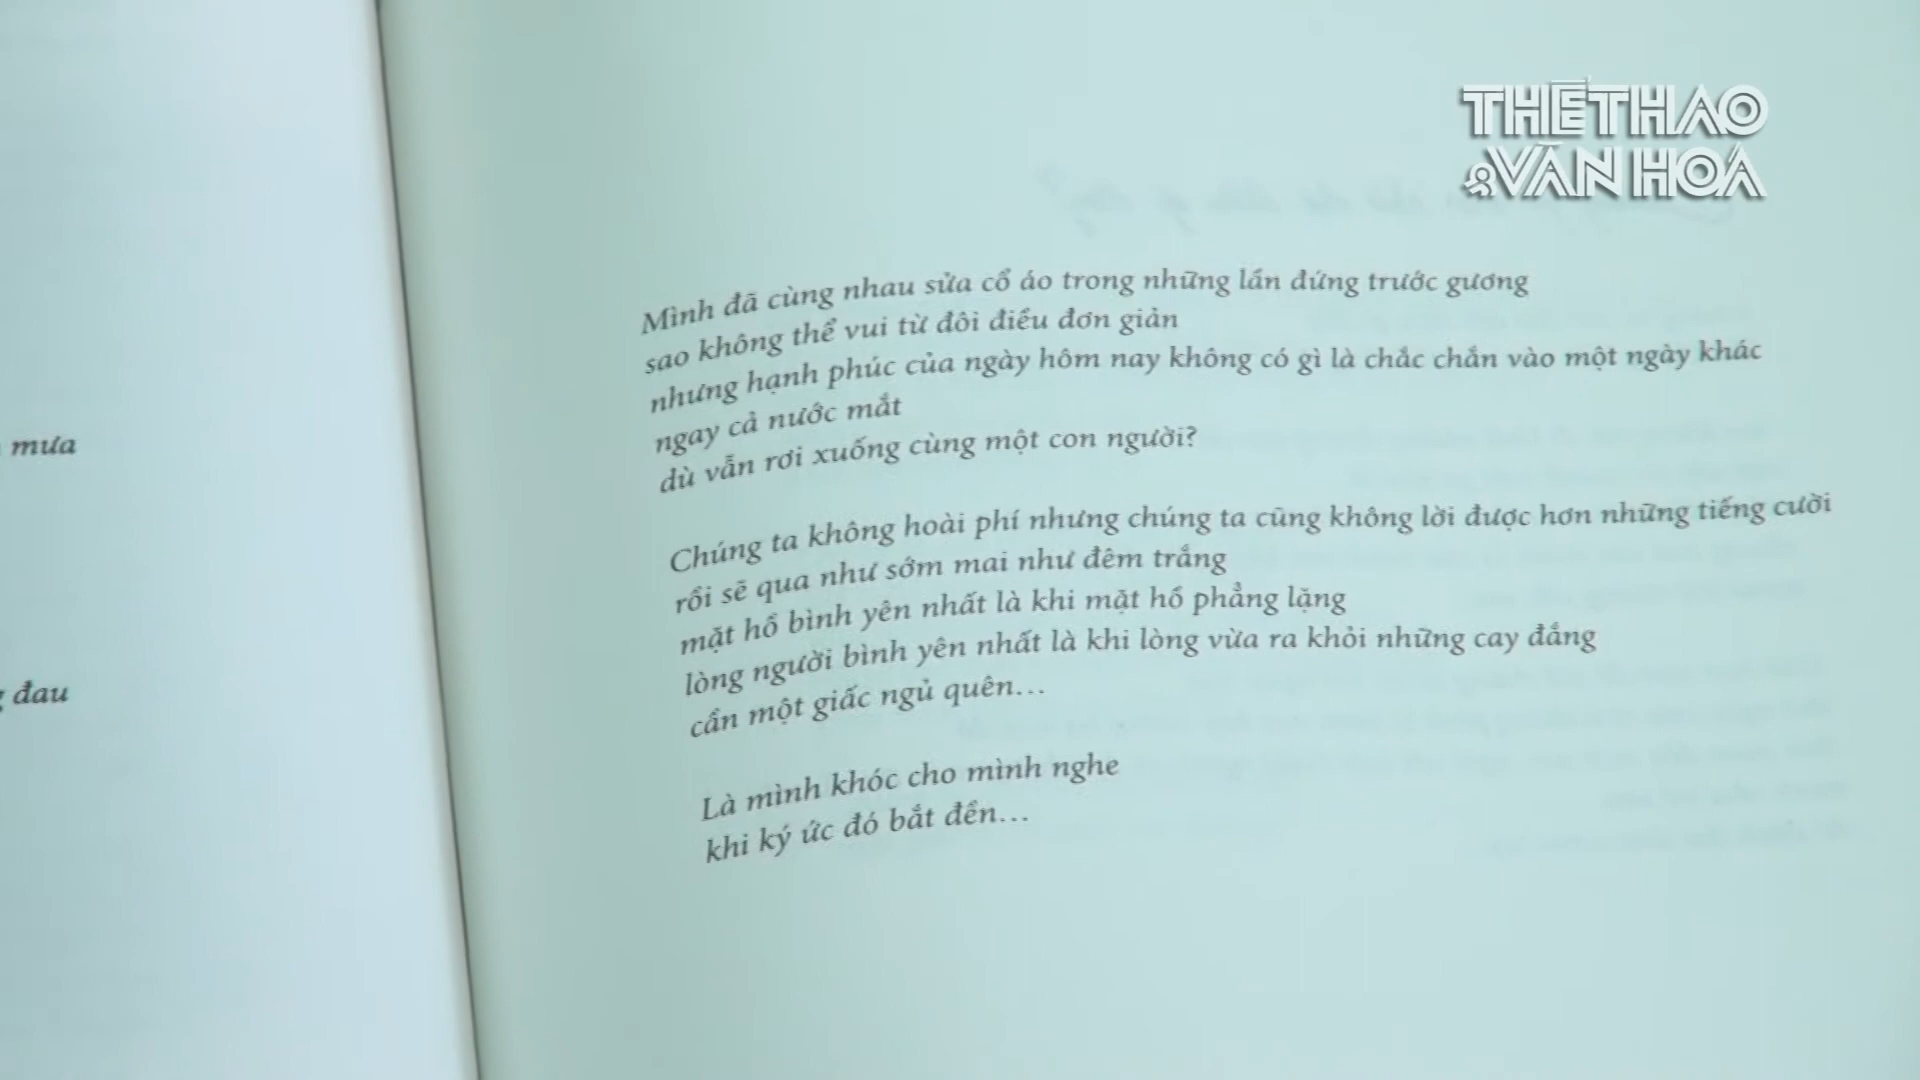 THỂ THAO
& VĂN HÓA
mưa
đau
Mình đã cùng nhau sửa cổ áo trong những lần đứng trước gương
sao không thể vui từ đôi điều đơn giản
nhưng hạnh phúc của ngày hôm nay không có gì là chắc chắn vào một ngày khác
ngay cả nước mắt
dù vẫn rơi xuống cùng một con người?
Chúng ta không hoài phí nhưng chúng ta cũng không lời được hơn những tiếng cười
rồi sẽ qua như sớm mai như đêm trắng
mặt hồ bình yên nhất là khi mặt hồ phẳng lặng
lòng người bình yên nhất là khi lòng vừa ra khỏi những cay đắng
cần một giấc ngủ quên...
Là mình khóc cho mình nghe
khi ký ức đó bắt đền...